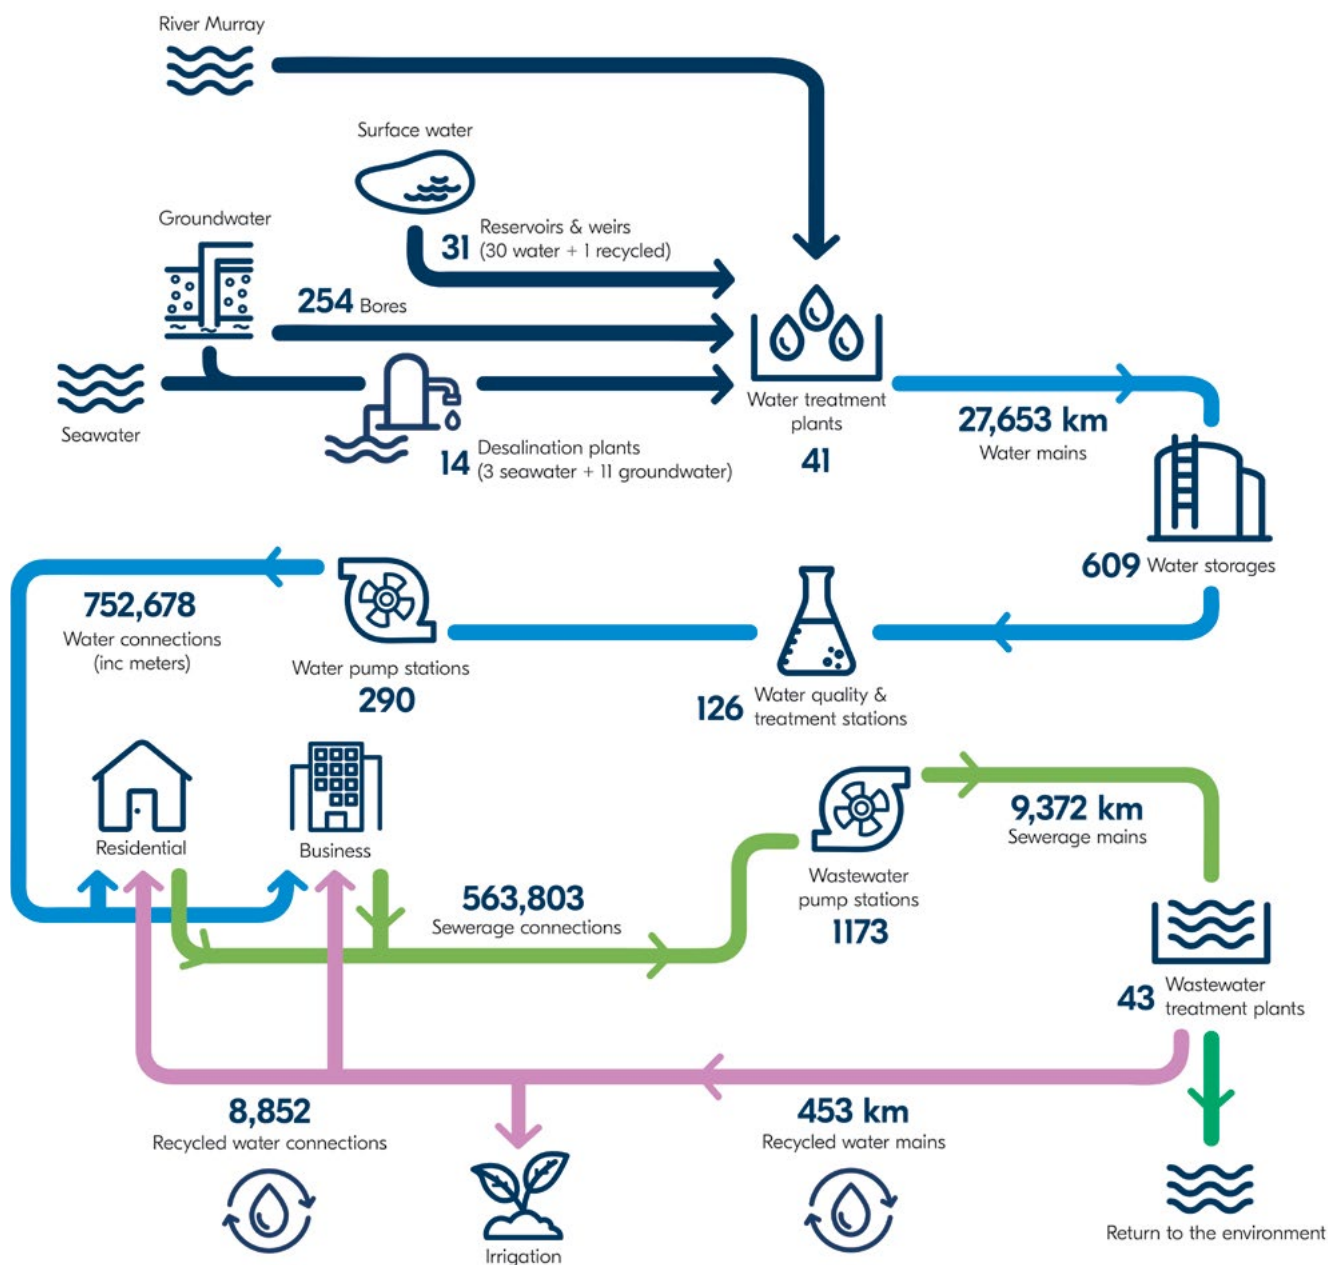 River Murray
Surface water
Groundwater
31 Reservoirs & weirs
(30 water + 1 recycled)
254 Bores
Seawater
14 Desalination plants
(3 seawater + 11 groundwater)
Water treatment
plants
41
27,653 km
Water mains
609 Water storages
752,678
Water connections
(inc meters)
Water pump stations
290
126 Water quality &
treatment stations
Residential
Business
563,803
Sewerage connections
Wastewater
pump stations
1173
9,372 km
Sewerage mains
43 Wastewater
treatment plants
8,852
Recycled water connections
453 km
Recycled water mains
Irrigation
Return to the environment